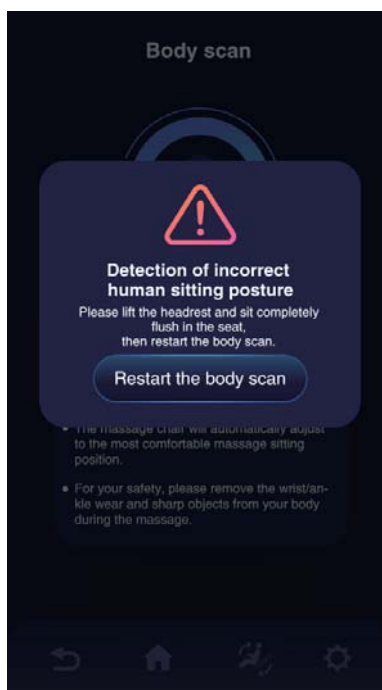 Body scan
Detection of incorrect
human sitting posture
Please lift the headrest and sit completely
flush in the seat,
then restart the body scan.
Restart the body scan
• The massage chair will automatically adjust
to the most comfortable massage sitting
position.
• For your safety, please remove the wrist/an-
kle wear and sharp objects from your body
during the massage.